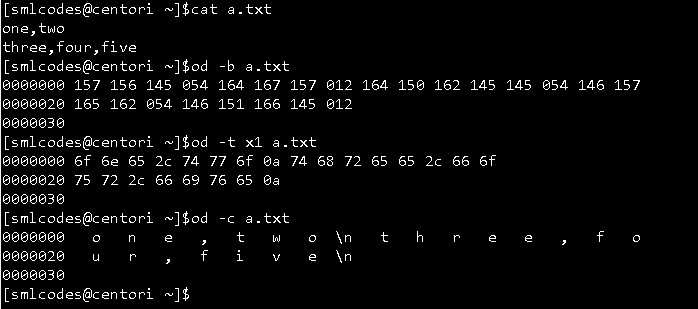 [smlcodes@centori ~]$cat a.txt
one,two
three,four,five
[smlcodes@centori ~]$od -b a.txt
0000000 157 156 145 054 164 167 157 012 164 150 162 145 145 054 146 157
0000020 165 162 054 146 151 166 145 012
0000030
[smlcodes@centori ~]$od -t x1 a.txt
0000000 6f 6e 65 2c 74 77 6f 0a 74 68 72 65 65 2c 66 6f
0000020 75 72 2c 66 69 76 65 0a
0000030
[smlcodes@centori ~]$od -c a.txt
0000000   o   n   e   ,   t   w   o  \n   t   h   r   e   e   ,   f   o
0000020   u   r   ,   f   i   v   e  \n
0000030
[smlcodes@centori ~]$